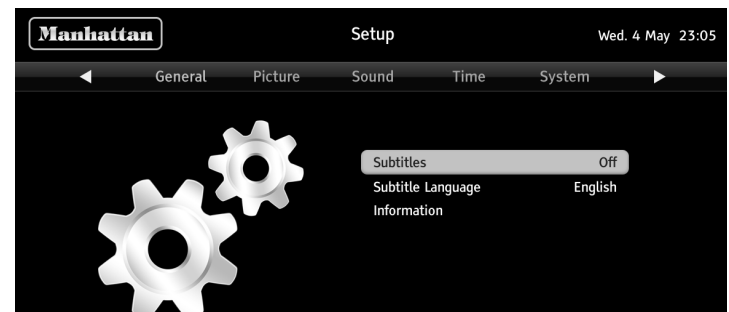 Manhattan Setup Wed. 4 May 23:05
General Picture Sound Time System
Subtitles Off
Subtitle Language English
Information